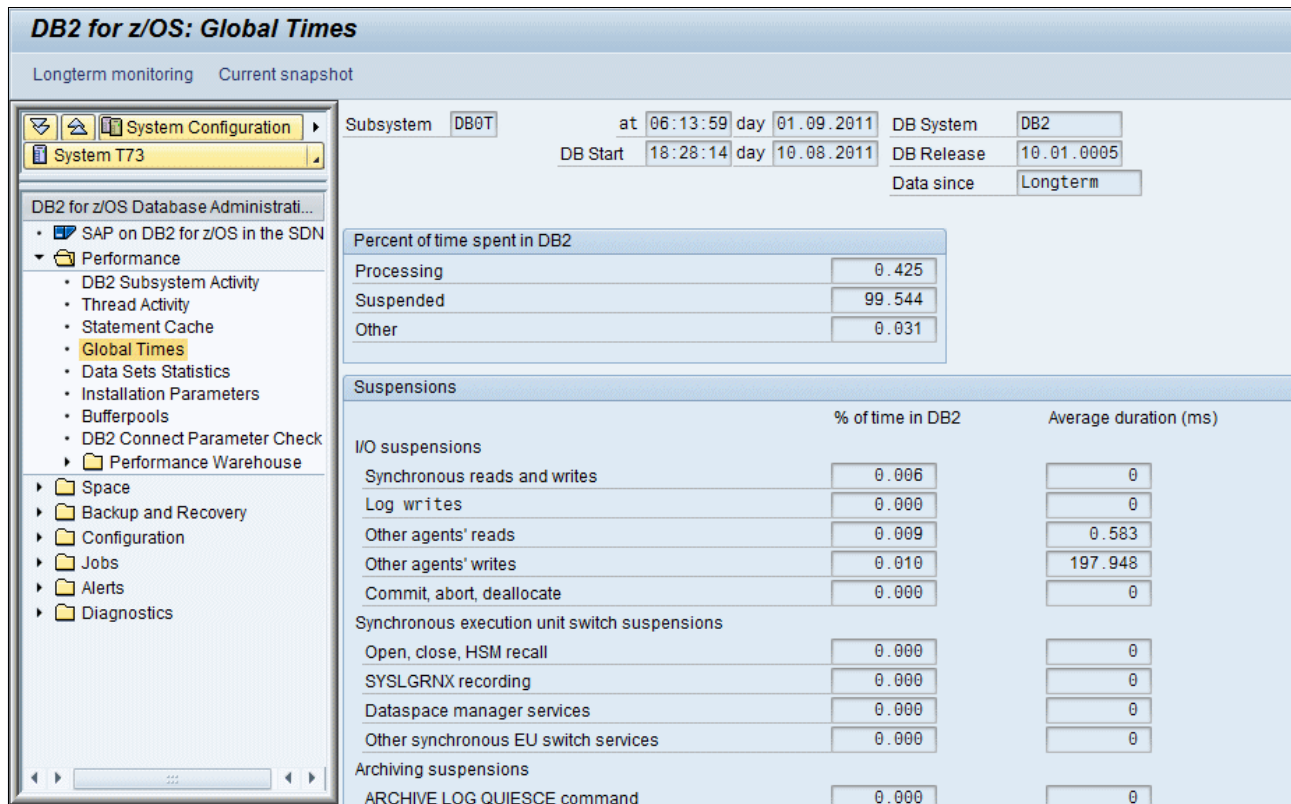 DB2 for z/OS: Global Times
Longterm monitoring Current snapshot
System Configuration
System T73
DB2 for z/OS Database Administrati...
SAP on DB2 for z/OS in the SDN
Performance
DB2 Subsystem Activity
Thread Activity
Statement Cache
Global Times
Data Sets Statistics
Installation Parameters
Bufferpools
DB2 Connect Parameter Check
Performance Warehouse
Space
Backup and Recovery
Configuration
Jobs
Alerts
Diagnostics
Subsystem DB0T at 06:13:59 day 01.09.2011 DB System DB2
DB Start 18:28:14 day 10.08.2011 DB Release 10.01.0005
Data since Longterm
Percent of time spent in DB2
Processing 0.425
Suspended 99.544
Other 0.031
Suspensions
% of time in DB2 Average duration (ms)
I/O suspensions
Synchronous reads and writes 0.006 0
Log writes 0.000 0
Other agents' reads 0.009 0.583
Other agents' writes 0.010 197.948
Commit, abort, deallocate 0.000 0
Synchronous execution unit switch suspensions
Open, close, HSM recall 0.000 0
SYSLGRNX recording 0.000 0
Dataspace manager services 0.000 0
Other synchronous EU switch services 0.000 0
Archiving suspensions
ARCHIVE LOG QUIESCE command 0.000 0